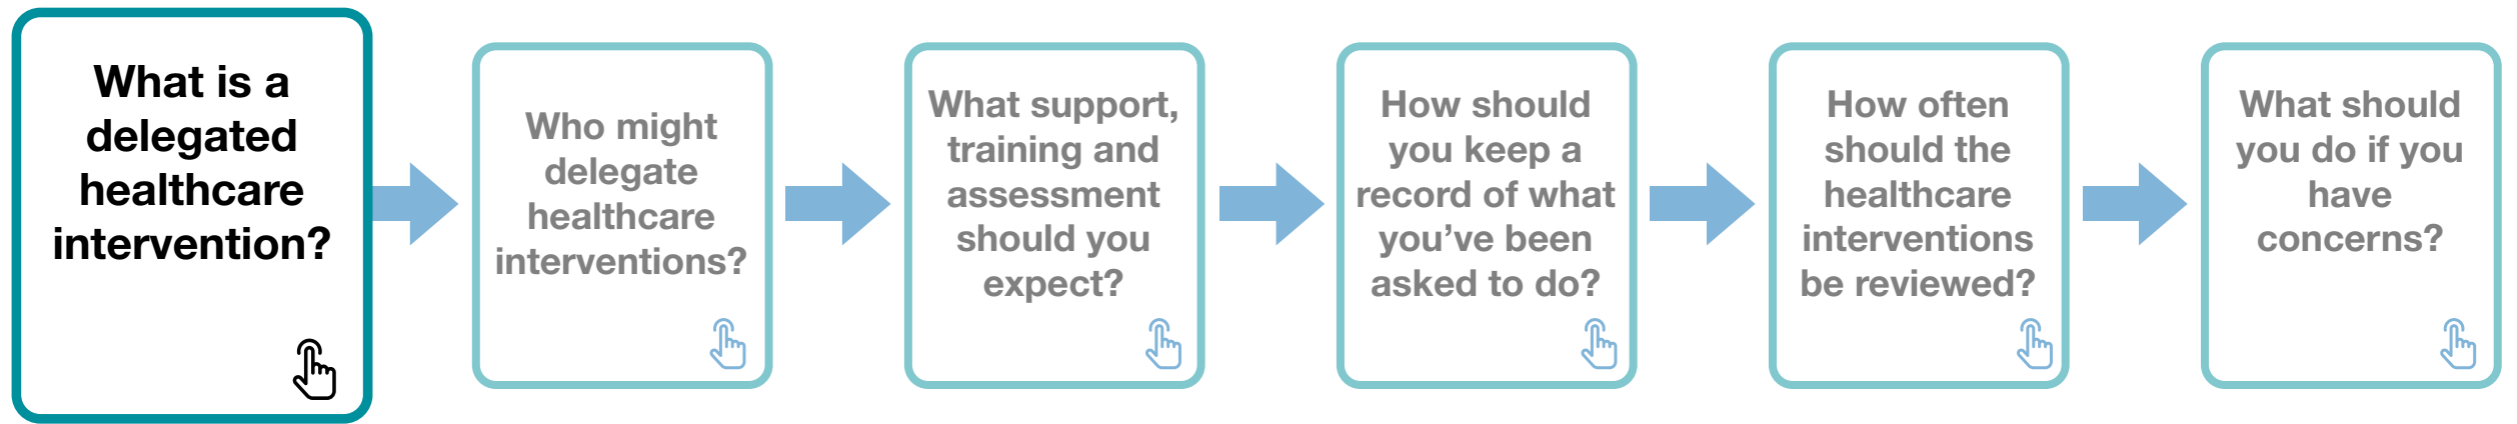 What is a
delegated
healthcare
intervention?
Who might
delegate
healthcare
interventions?
What support,
training and
assessment
should you
expect?
How should
you keep a
record of what
you’ve been
asked to do?
How often
should the
healthcare
interventions
be reviewed?
What should
you do if you
have
concerns?